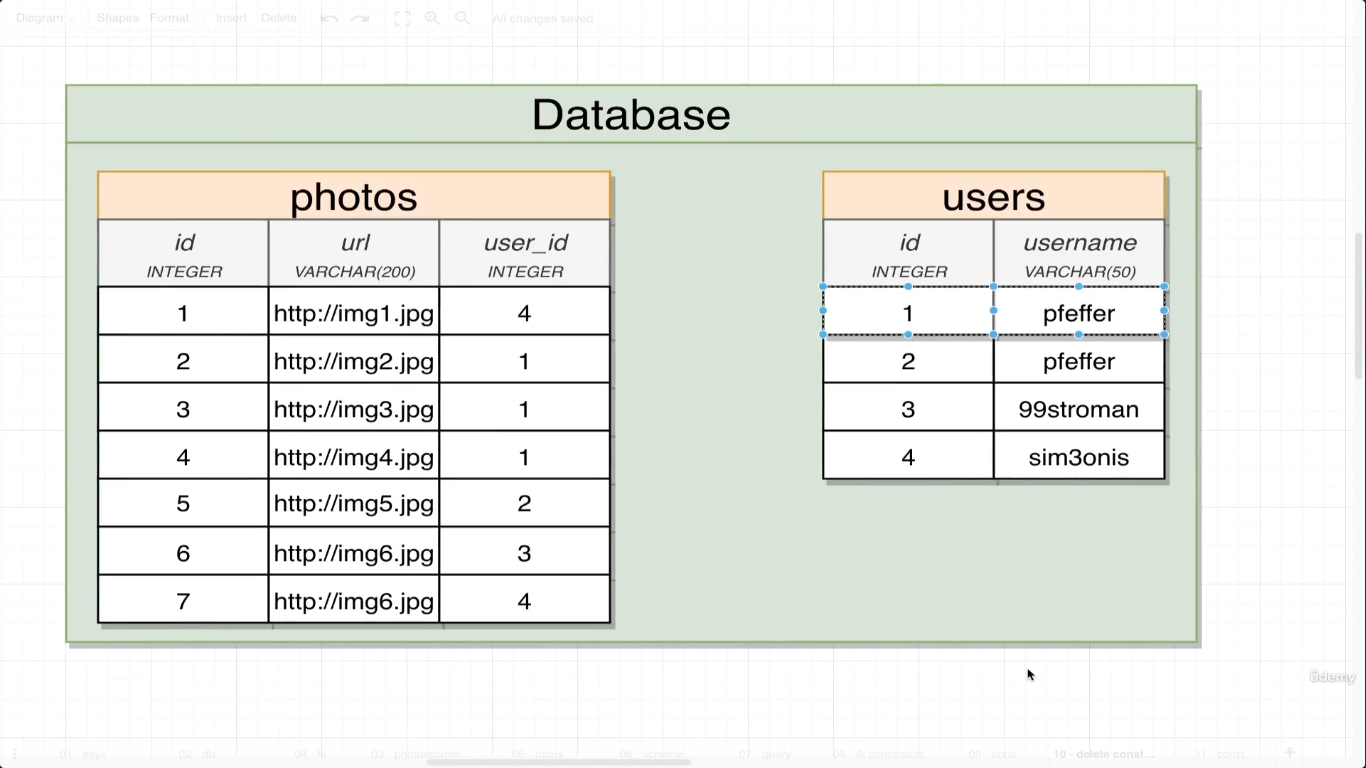 Diagram Shapes Format Insert Delete All changes saved
Database
photos
id url user_id
INTEGER VARCHAR(200) INTEGER
1 http://img1.jpg 4
2 http://img2.jpg 1
3 http://img3.jpg 1
4 http://img4.jpg 1
5 http://img5.jpg 2
6 http://img6.jpg 3
7 http://img6.jpg 4
users
id username
INTEGER VARCHAR(50)
1 pfeffer
2 pfeffer
3 99stroman
4 sim3onis
ûdemy
01 - keys 02 - db 04 - fk 03 - photoscomm 05 - notes 06 - schema 07 - query 08 - fk constraints 09 - cons 10 - delete const... 11 - const